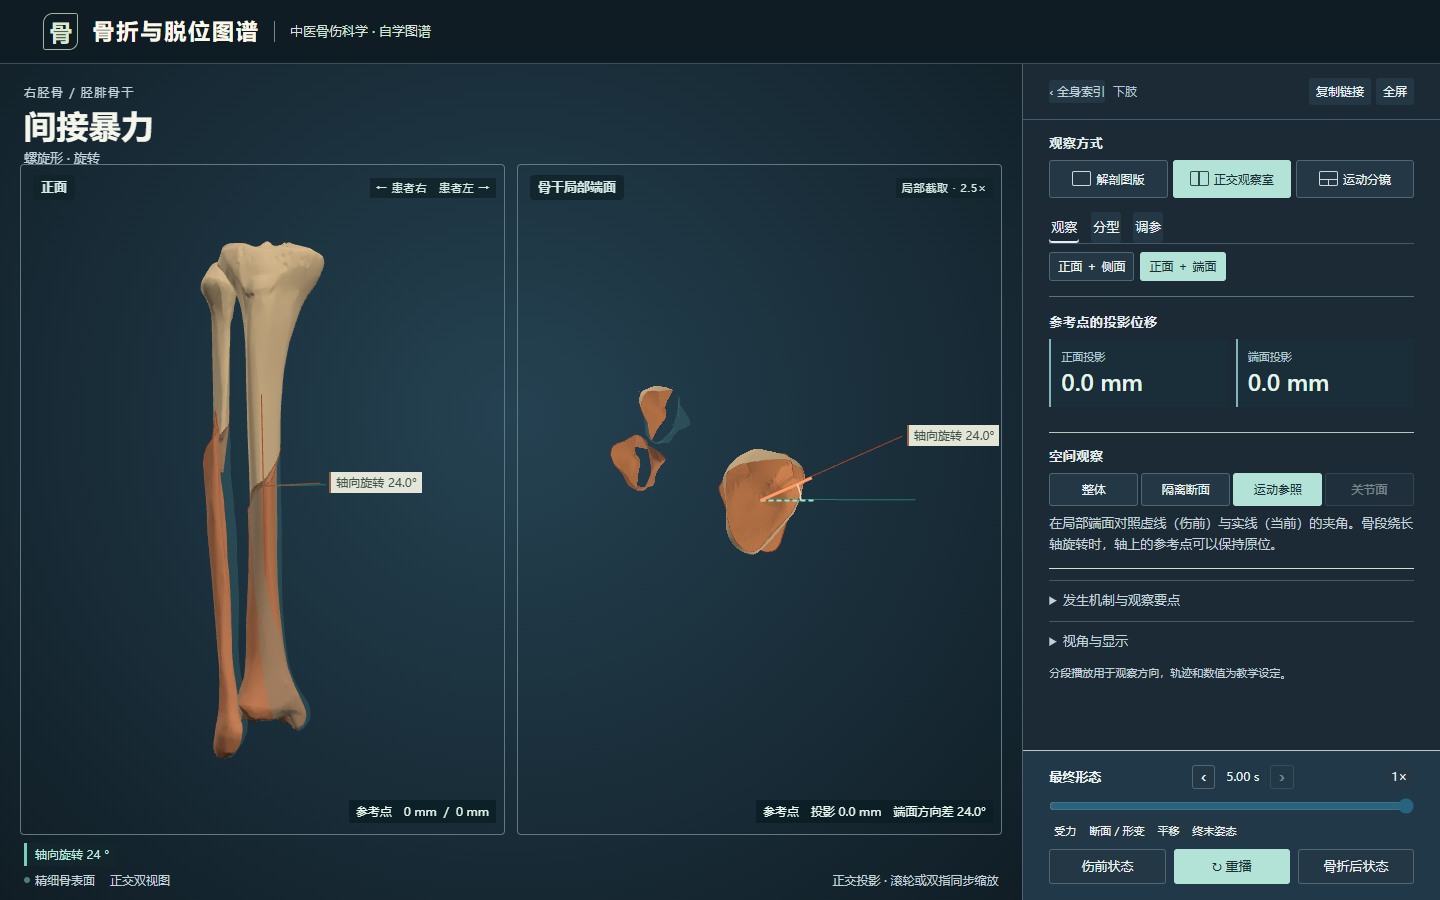 骨 骨折与脱位图谱 中医骨伤科学 · 自学图谱
右胫骨 / 胫腓骨干
间接暴力
螺旋形 · 旋转
正面 ← 患者右 患者左 →
轴向旋转 24.0°
参考点 0 mm / 0 mm
骨干局部端面 局部截取 · 2.5×
轴向旋转 24.0°
参考点 投影 0.0 mm 端面方向差 24.0°
轴向旋转 24 °
精细骨表面 正交双视图
正交投影 · 滚轮或双指同步缩放
‹ 全身索引 下肢 复制链接 全屏
观察方式
解剖图版 正交观察室 运动分镜
观察 分型 调参
正面 + 侧面 正面 + 端面
参考点的投影位移
正面投影 端面投影
0.0 mm 0.0 mm
空间观察
整体 隔离断面 运动参照 关节面
在局部端面对照虚线（伤前）与实线（当前）的夹角。骨段绕长
轴旋转时，轴上的参考点可以保持原位。
▶ 发生机制与观察要点
▶ 视角与显示
分段播放用于观察方向，轨迹和数值为教学设定。
最终形态 ‹ 5.00 s › 1×
受力 断面 / 形变 平移 终末姿态
伤前状态 ↻ 重播 骨折后状态